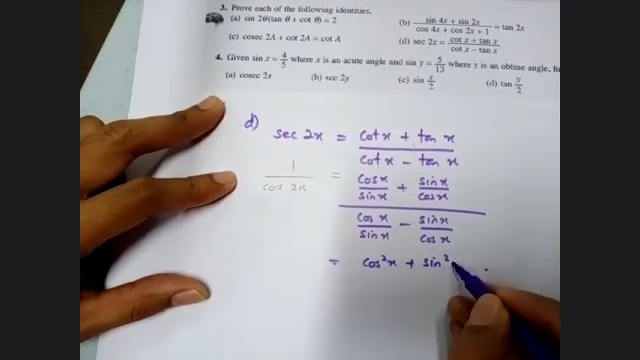 3. Prove each of the following identities.
(a) sin 2θ(tan θ + cot θ) = 2
(b) (sin 4x + sin 2x)/(cos 4x + cos 2x + 1) = tan 2x
(c) cosec 2A + cot 2A = cot A
(d) sec 2x = (cot x + tan x)/(cot x − tan x)
4. Given sin x = 4/5 where x is an acute angle and sin y = 5/13 where y is an obtuse angle,
(a) cosec 2x (b) sec 2y (c) sin x/2 (d) tan y/2
d) sec 2x = (cot x + tan x)/(cot x − tan x)
1/(cos 2x) = (cos x/sin x + sin x/cos x)/(cos x/sin x − sin x/cos x)
= cos²x + sin²